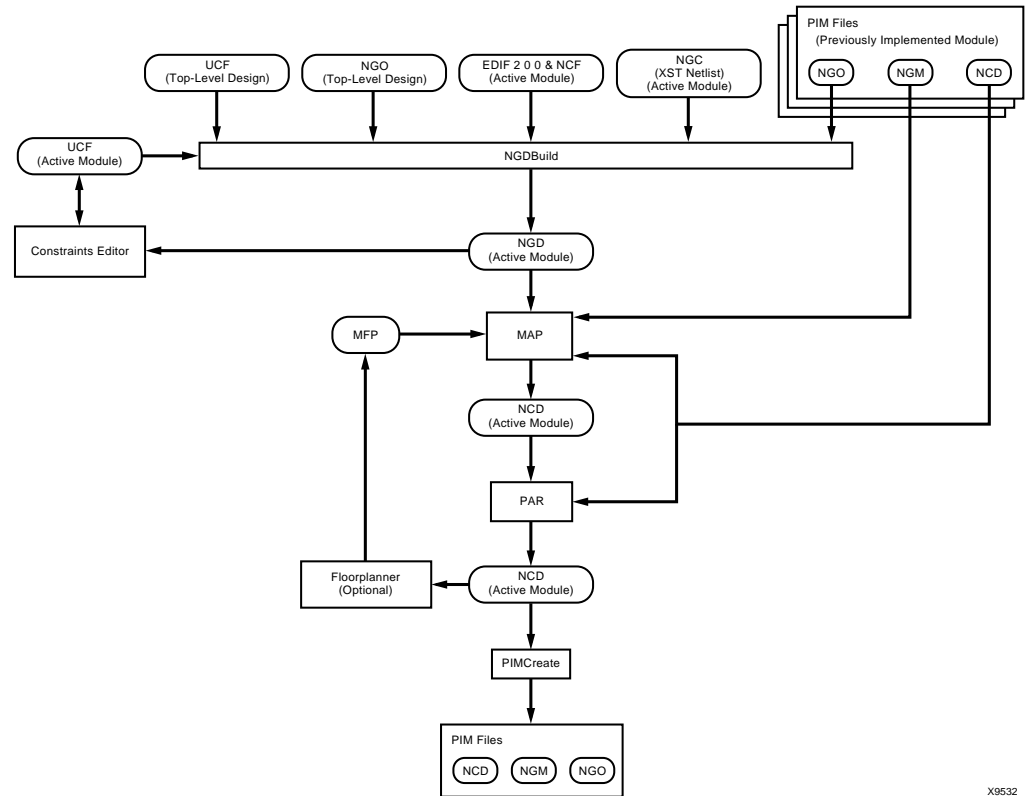 PIM Files
(Previously Implemented Module)
UCF
(Top-Level Design)
NGO
(Top-Level Design)
EDIF 2 0 0 & NCF
(Active Module)
NGC
(XST Netlist)
(Active Module)
NGO
NGM
NCD
UCF
(Active Module)
NGDBuild
Constraints Editor
NGD
(Active Module)
MFP
MAP
NCD
(Active Module)
PAR
Floorplanner
(Optional)
NCD
(Active Module)
PIMCreate
PIM Files
NCD
NGM
NGO
X9532